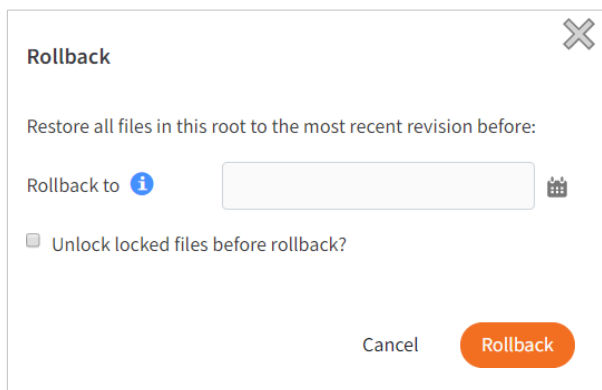 Rollback
Restore all files in this root to the most recent revision before:
Rollback to
Unlock locked files before rollback?
Cancel Rollback